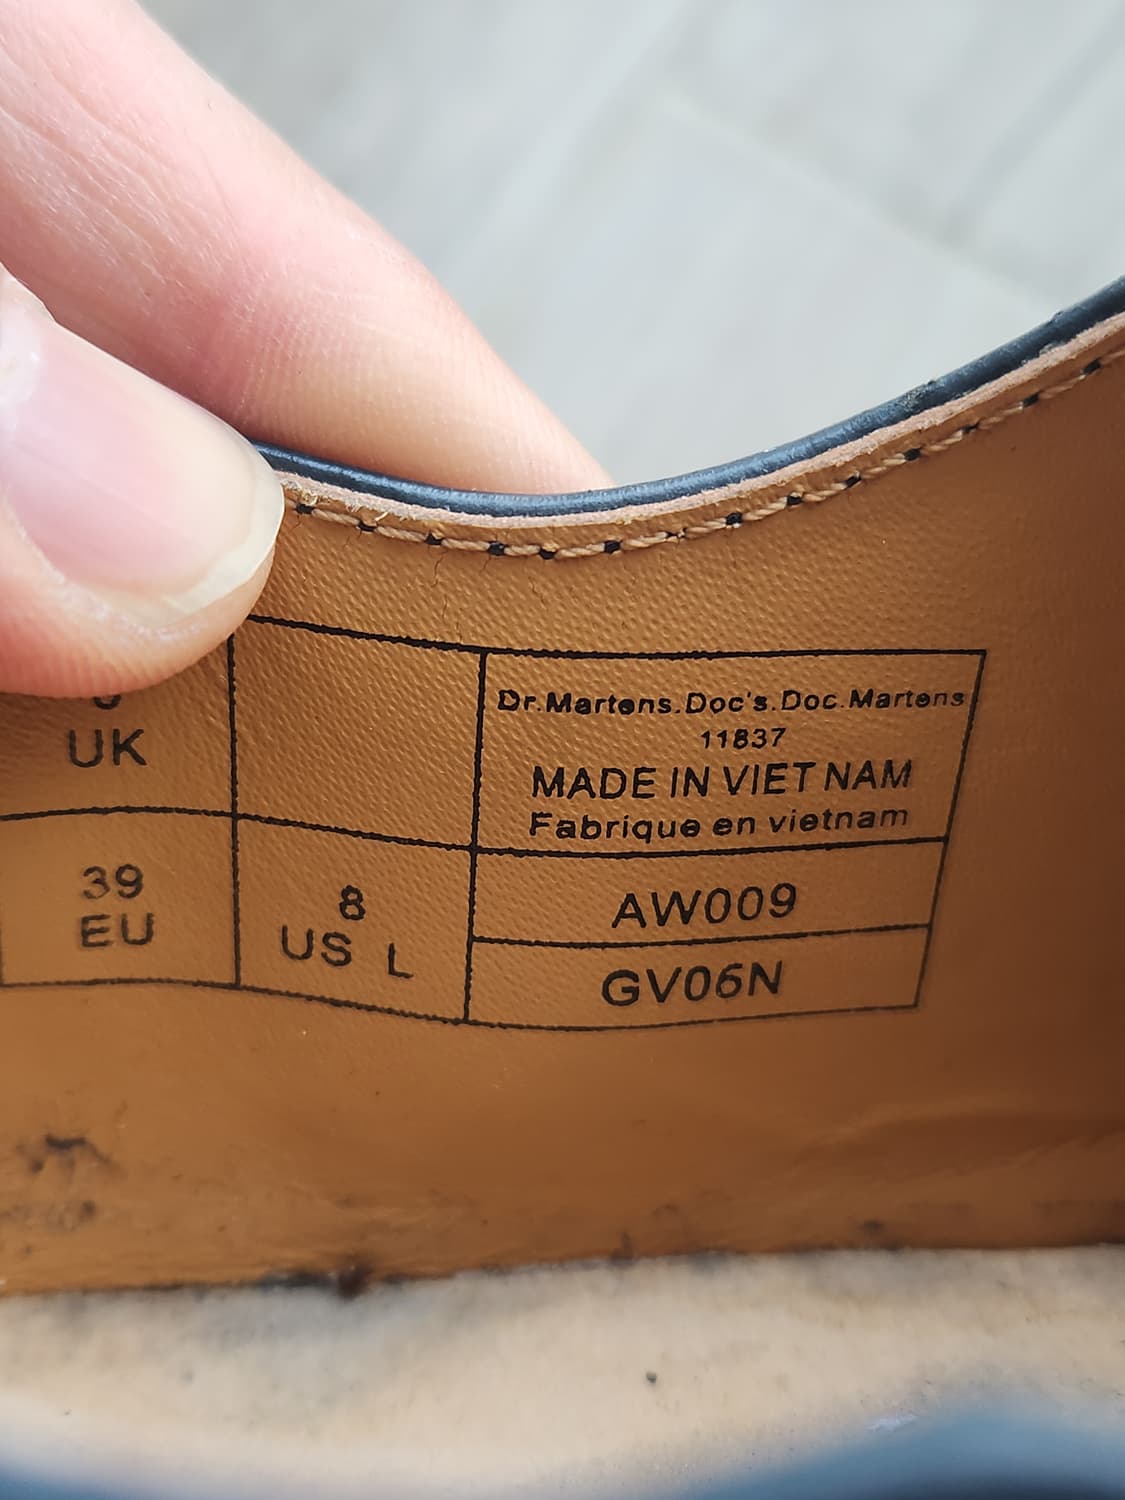 UK
39
EU
8
US L
Dr.Martens.Doc's.Doc.Martens
11837
MADE IN VIET NAM
Fabrique en vietnam
AW009
GV06N